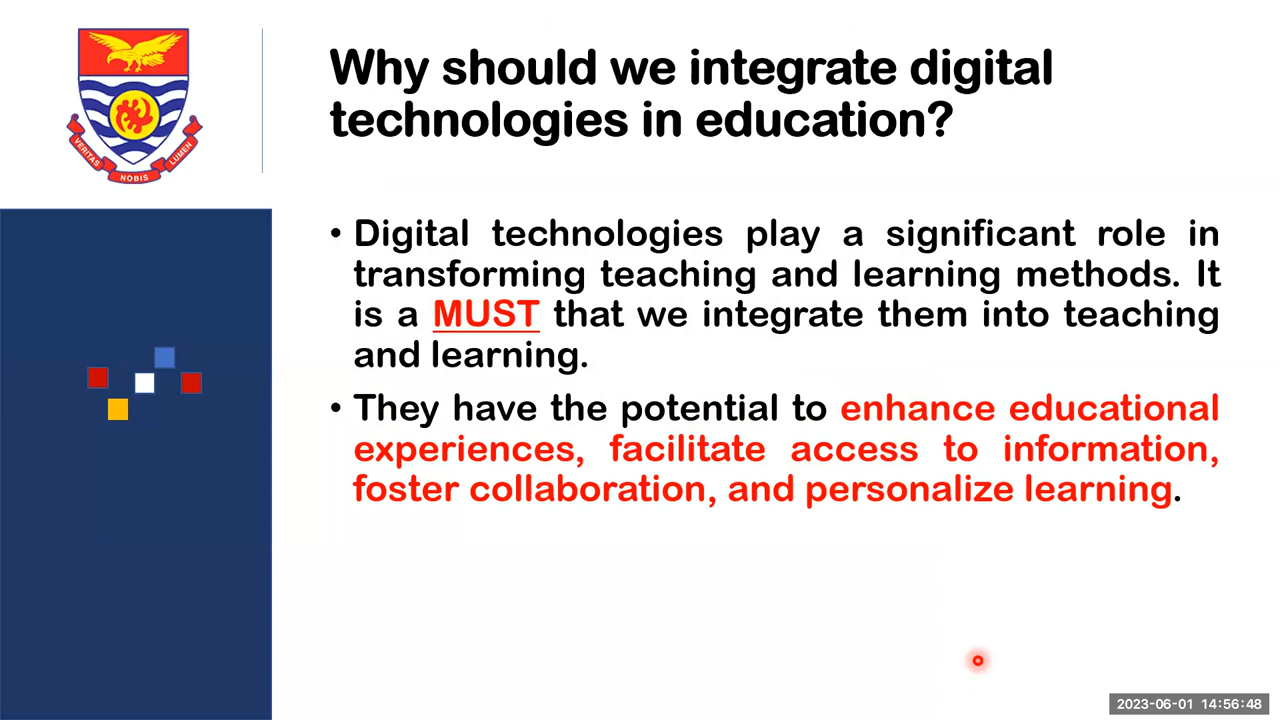 VERITAS
NOBIS
LUMEN
Why should we integrate digital
technologies in education?
• Digital technologies play a significant role in
transforming teaching and learning methods. It
is a MUST that we integrate them into teaching
and learning.
• They have the potential to enhance educational
experiences, facilitate access to information,
foster collaboration, and personalize learning.
2023-06-01 14:56:48